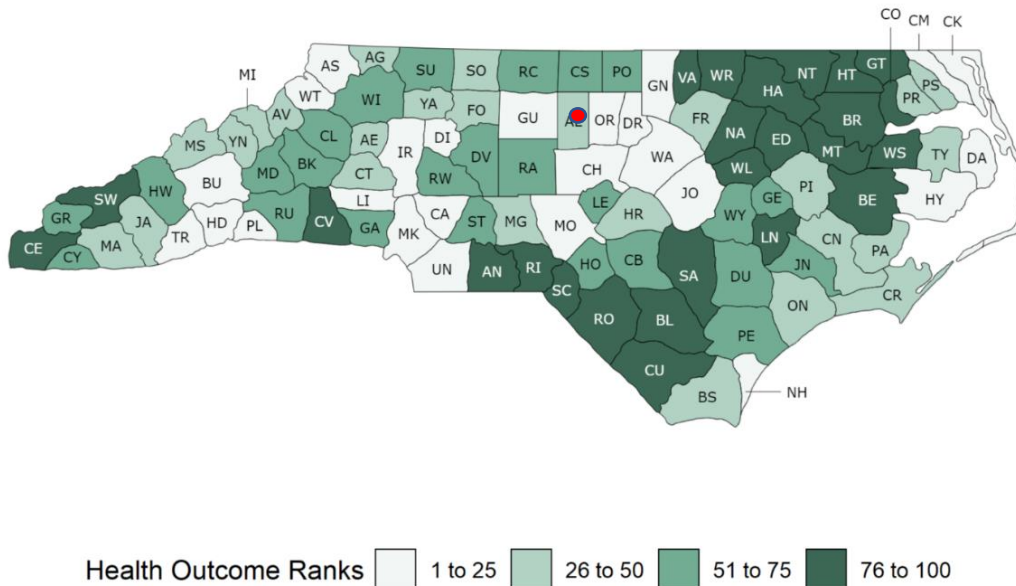 CO CM CK
AS AG SU SO RC CS PO GN VA WR NT HT GT
MI WT WI YA FO GU OR DR HA PR PS
AV FR BR
MS YN CL AE DI NA ED
BK IR DV WA MT WS TY DA
MD CT RW RA CH WL
SW HW BU LI JO PI BE HY
GR RU CV CA ST MG LE HR WY GE
JA HD PL GA MK MO LN CN PA
CE CY MA TR UN AN RI HO CB SA DU JN CR
SC ON
RO BL PE
CU
BS NH
Health Outcome Ranks 1 to 25 26 to 50 51 to 75 76 to 100